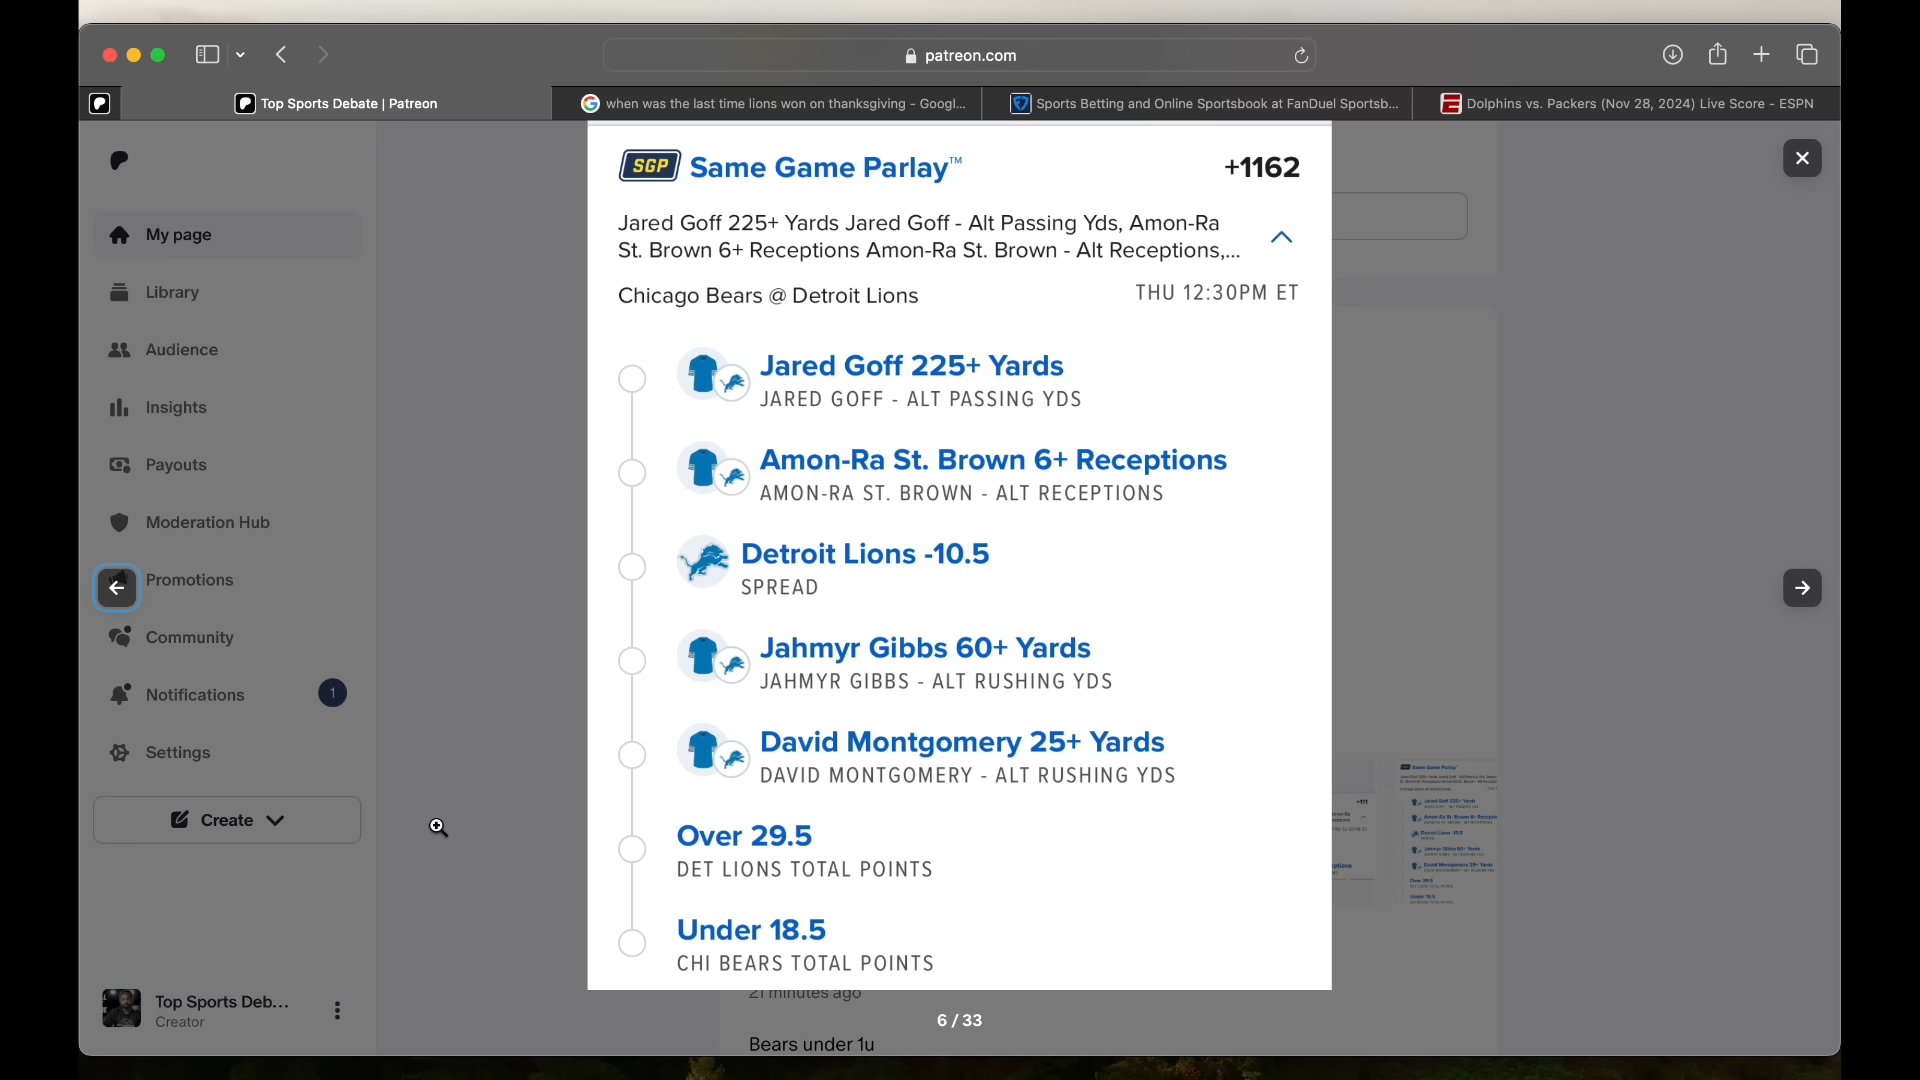 patreon.com
Top Sports Debate | Patreon
when was the last time lions won on thanksgiving - Googl...
Sports Betting and Online Sportsbook at FanDuel Sportsb...
Dolphins vs. Packers (Nov 28, 2024) Live Score - ESPN
My page
Library
Audience
Insights
Payouts
Moderation Hub
Promotions
Community
Notifications
1
Settings
Create
Top Sports Deb...
Creator
SGP Same Game Parlay™ +1162
Jared Goff 225+ Yards Jared Goff - Alt Passing Yds, Amon-Ra
St. Brown 6+ Receptions Amon-Ra St. Brown - Alt Receptions,...
Chicago Bears @ Detroit Lions THU 12:30PM ET
Jared Goff 225+ Yards
JARED GOFF - ALT PASSING YDS
Amon-Ra St. Brown 6+ Receptions
AMON-RA ST. BROWN - ALT RECEPTIONS
Detroit Lions -10.5
SPREAD
Jahmyr Gibbs 60+ Yards
JAHMYR GIBBS - ALT RUSHING YDS
David Montgomery 25+ Yards
DAVID MONTGOMERY - ALT RUSHING YDS
Over 29.5
DET LIONS TOTAL POINTS
Under 18.5
CHI BEARS TOTAL POINTS
21 minutes ago
6 / 33
Bears under 1u